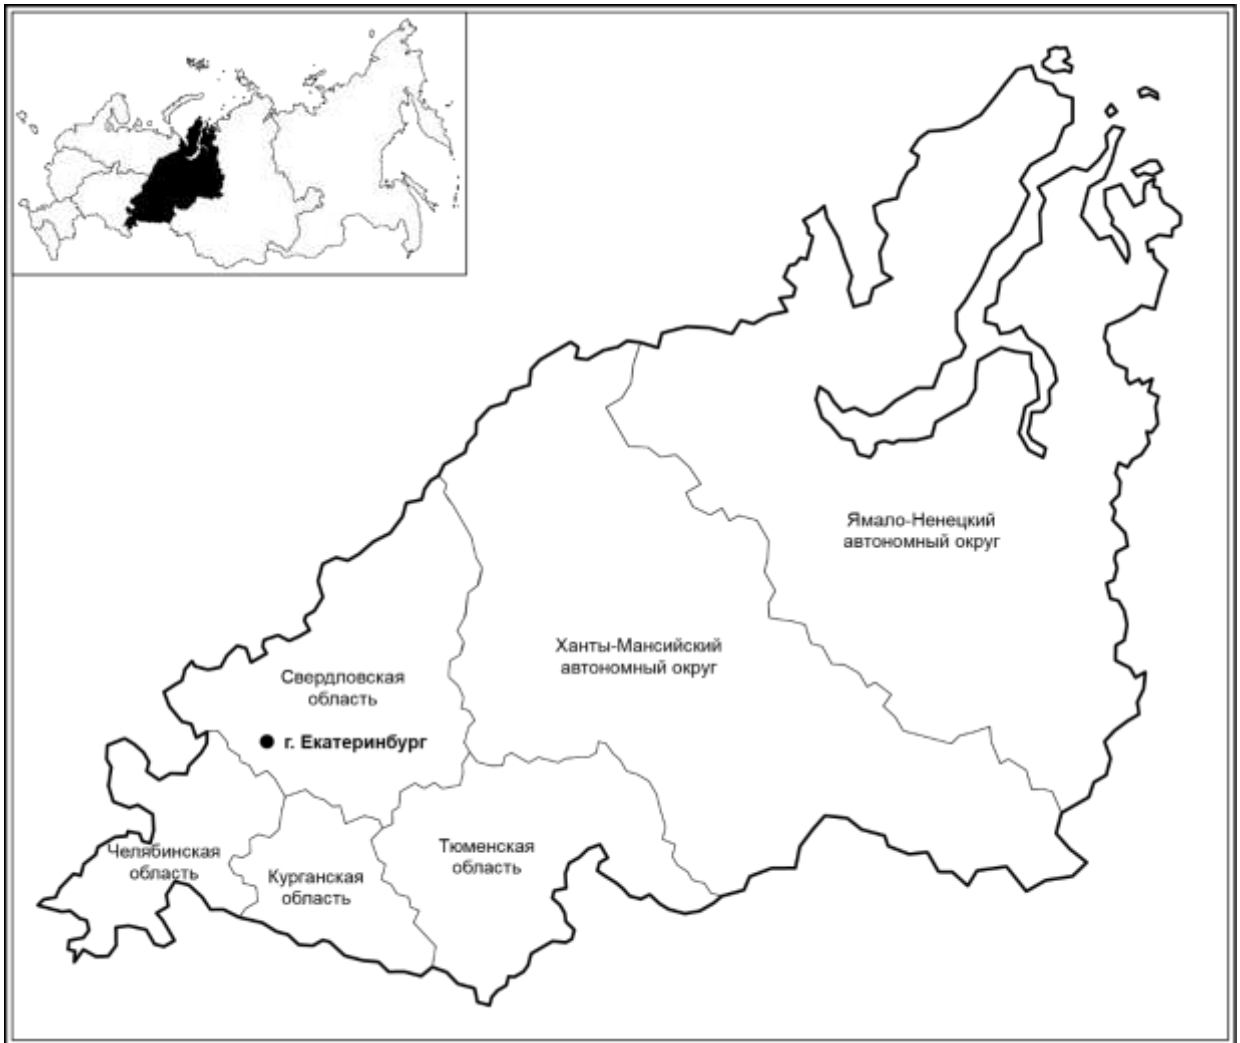 Ямало-Ненецкий
автономный округ
Ханты-Мансийский
автономный округ
Свердловская
область
г. Екатеринбург
Челябинская
область
Курганская
область
Тюменская
область